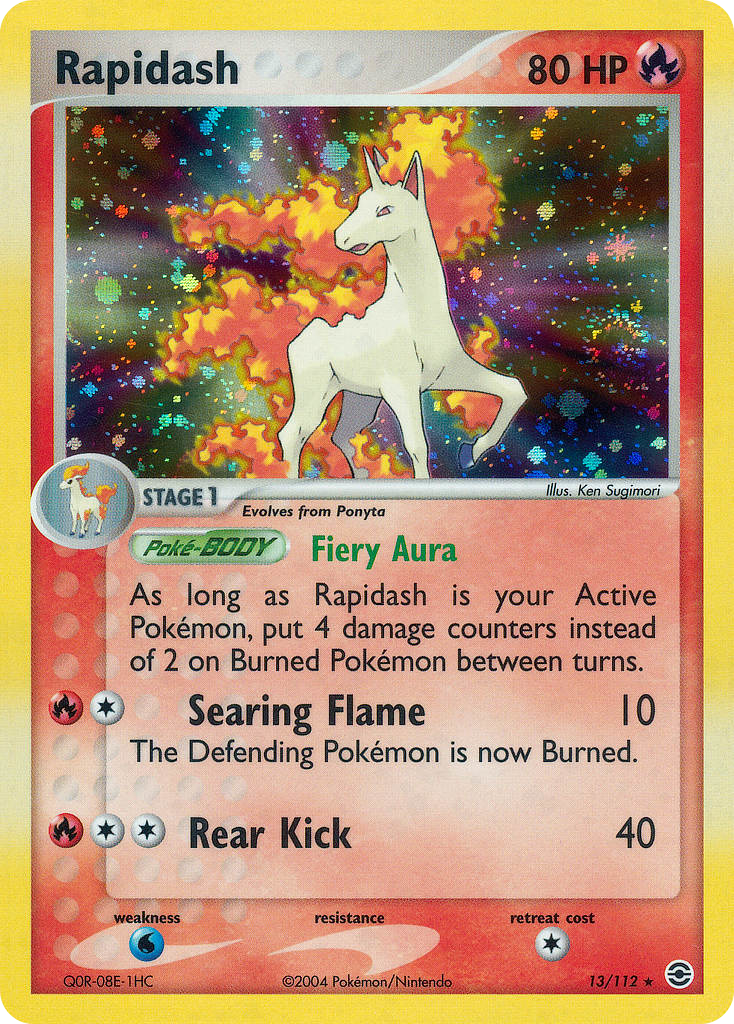 Rapidash 80 HP
STAGE 1
Illus. Ken Sugimori
Evolves from Ponyta
Poké-BODY Fiery Aura
As long as Rapidash is your Active
Pokémon, put 4 damage counters instead
of 2 on Burned Pokémon between turns.
Searing Flame 10
The Defending Pokémon is now Burned.
Rear Kick 40
weakness resistance retreat cost
Q0R-08E-1HC ©2004 Pokémon/Nintendo 13/112 ★